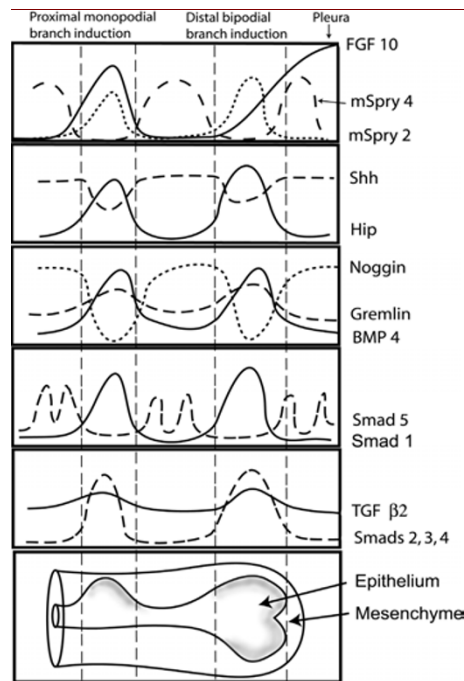 Proximal monopodial
branch induction
Distal bipodial
branch induction
Pleura
FGF 10
mSpry 4
mSpry 2
Shh
Hip
Noggin
Gremlin
BMP 4
Smad 5
Smad 1
TGF β2
Smads 2, 3, 4
Epithelium
Mesenchyme